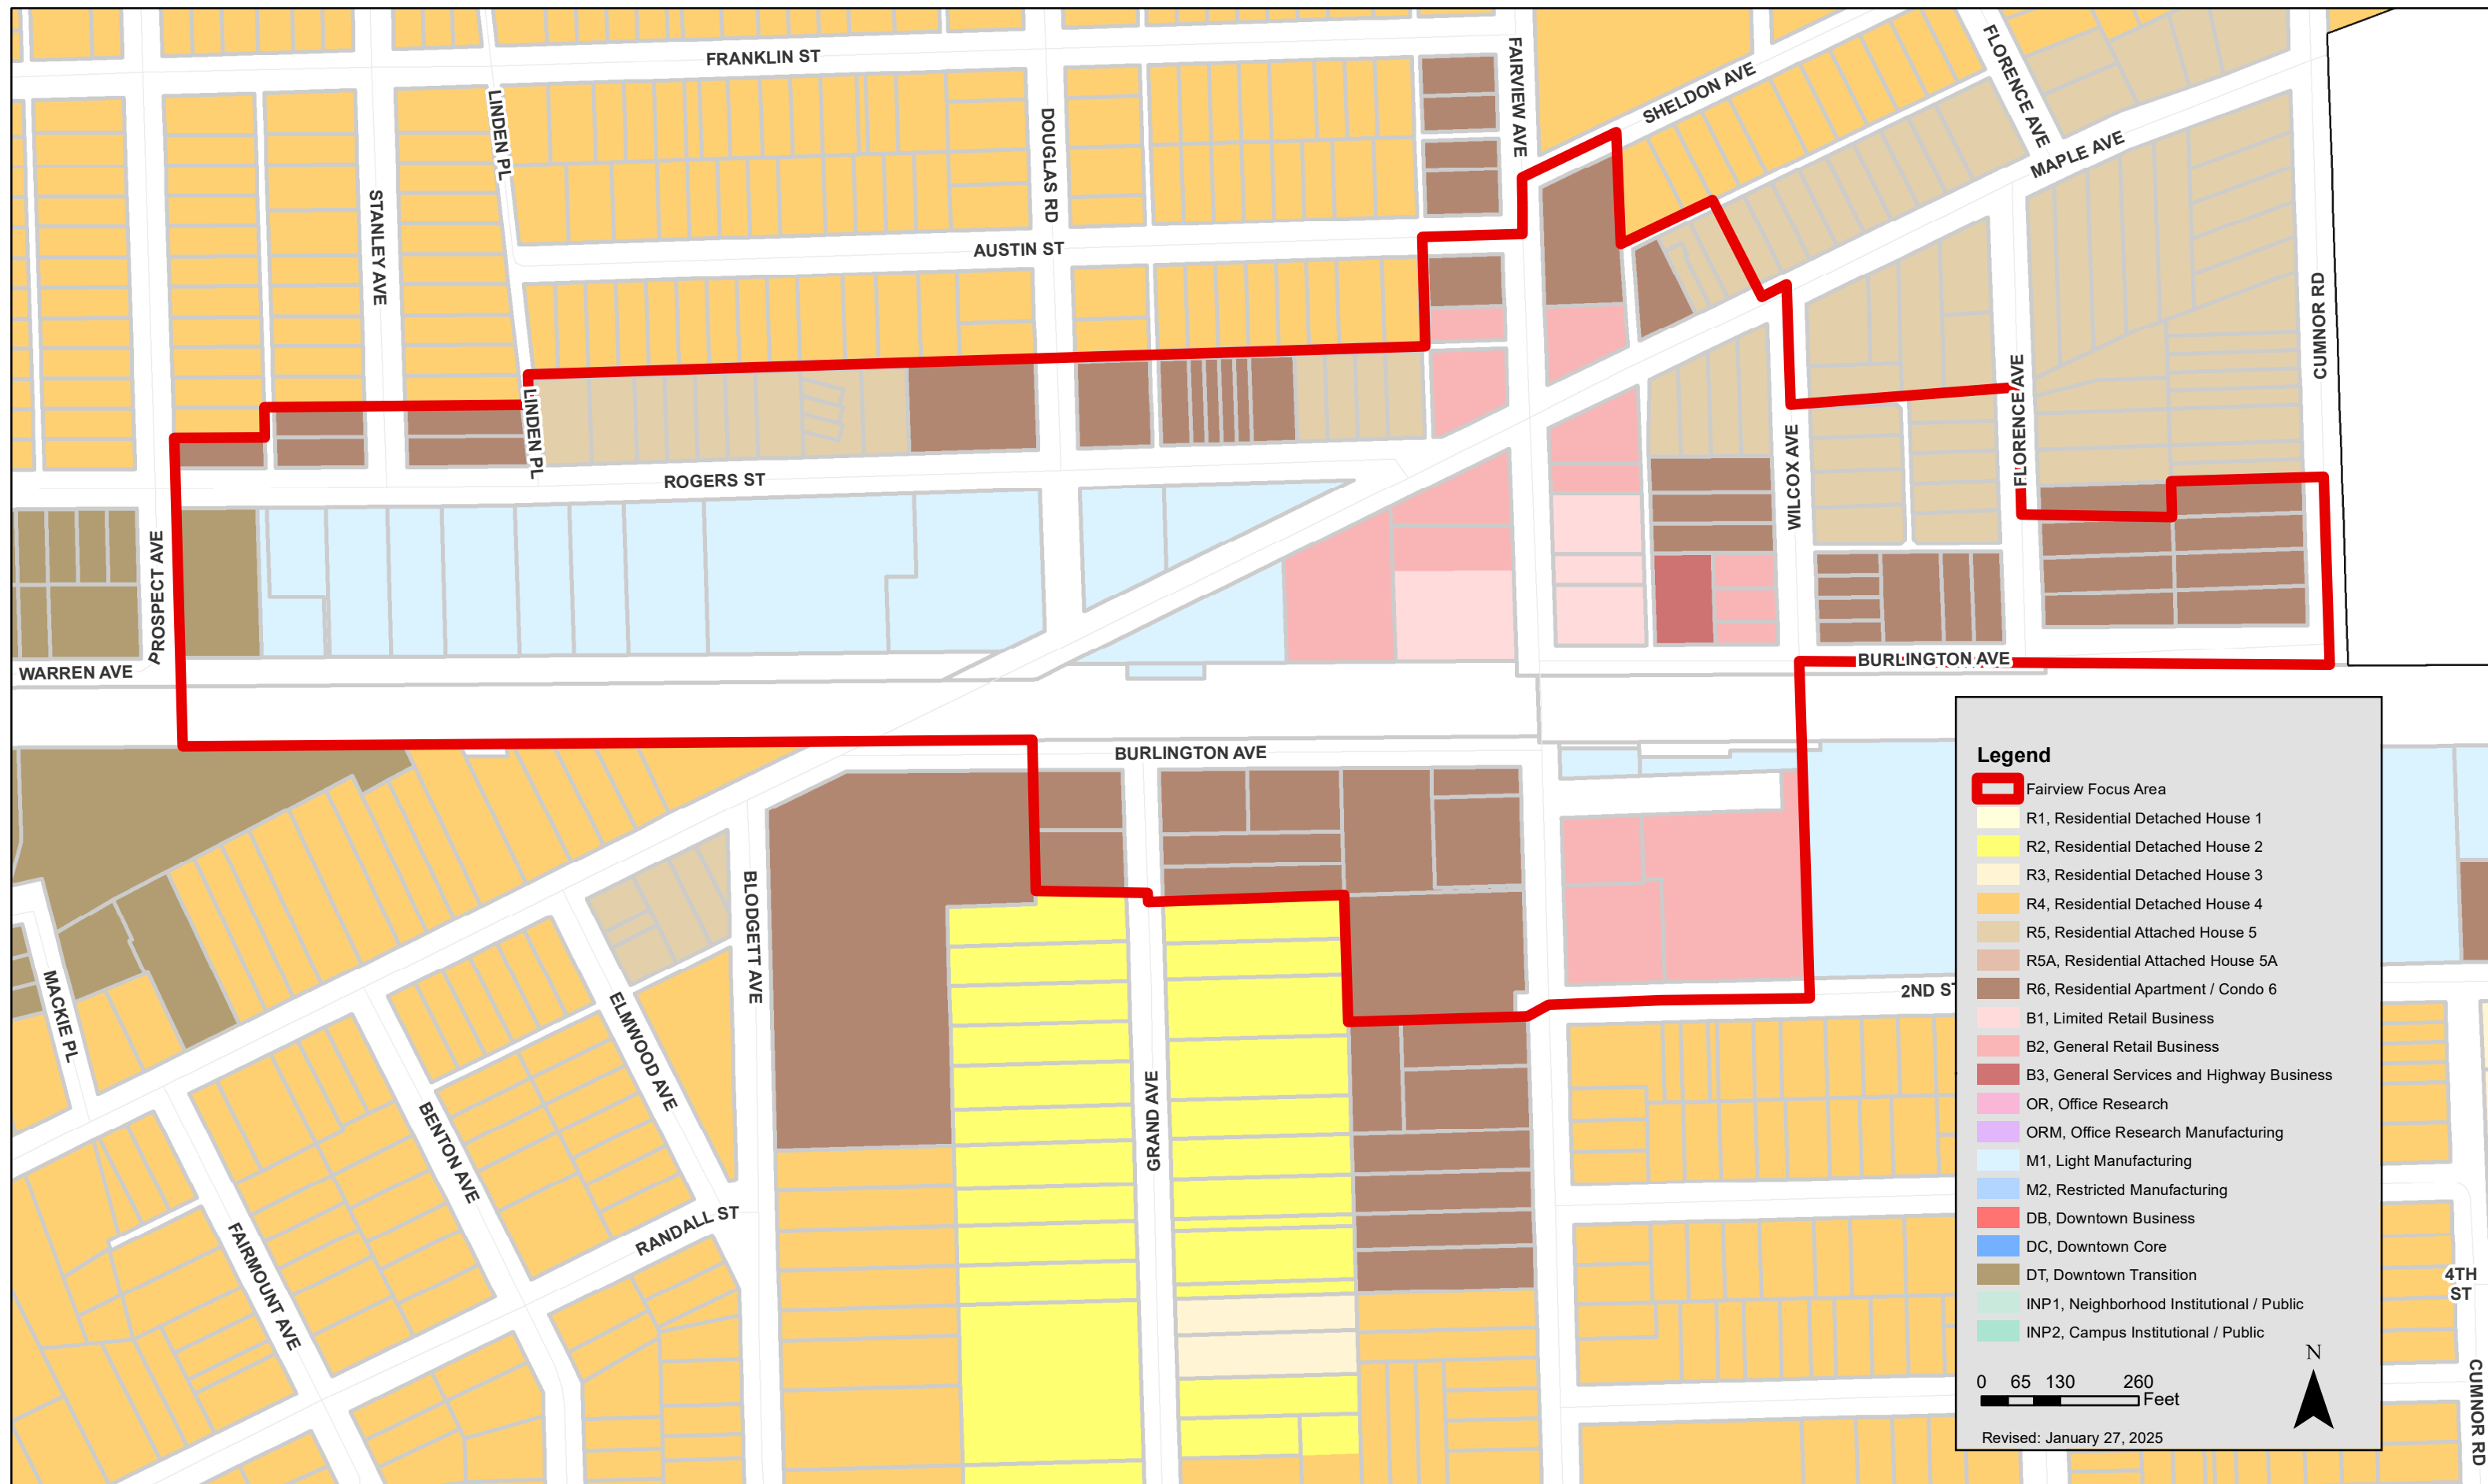 FRANKLIN ST
FAIRVIEW AVE
SHELDON AVE
FLORENCE AVE
LINDEN PL
DOUGLAS RD
MAPLE AVE
STANLEY AVE
AUSTIN ST
CUMNOR RD
LINDEN PL
FLORENCE AVE
WILCOX AVE
ROGERS ST
PROSPECT AVE
WARREN AVE
BURLINGTON AVE
BURLINGTON AVE
BLODGETT AVE
MACKIE PL
ELMWOOD AVE
2ND ST
BENTON AVE
GRAND AVE
RANDALL ST
FAIRMOUNT AVE
4TH
ST
CUMNOR RD
Legend
Fairview Focus Area
R1, Residential Detached House 1
R2, Residential Detached House 2
R3, Residential Detached House 3
R4, Residential Detached House 4
R5, Residential Attached House 5
R5A, Residential Attached House 5A
R6, Residential Apartment / Condo 6
B1, Limited Retail Business
B2, General Retail Business
B3, General Services and Highway Business
OR, Office Research
ORM, Office Research Manufacturing
M1, Light Manufacturing
M2, Restricted Manufacturing
DB, Downtown Business
DC, Downtown Core
DT, Downtown Transition
INP1, Neighborhood Institutional / Public
INP2, Campus Institutional / Public
N
0 65 130 260
Feet
Revised: January 27, 2025